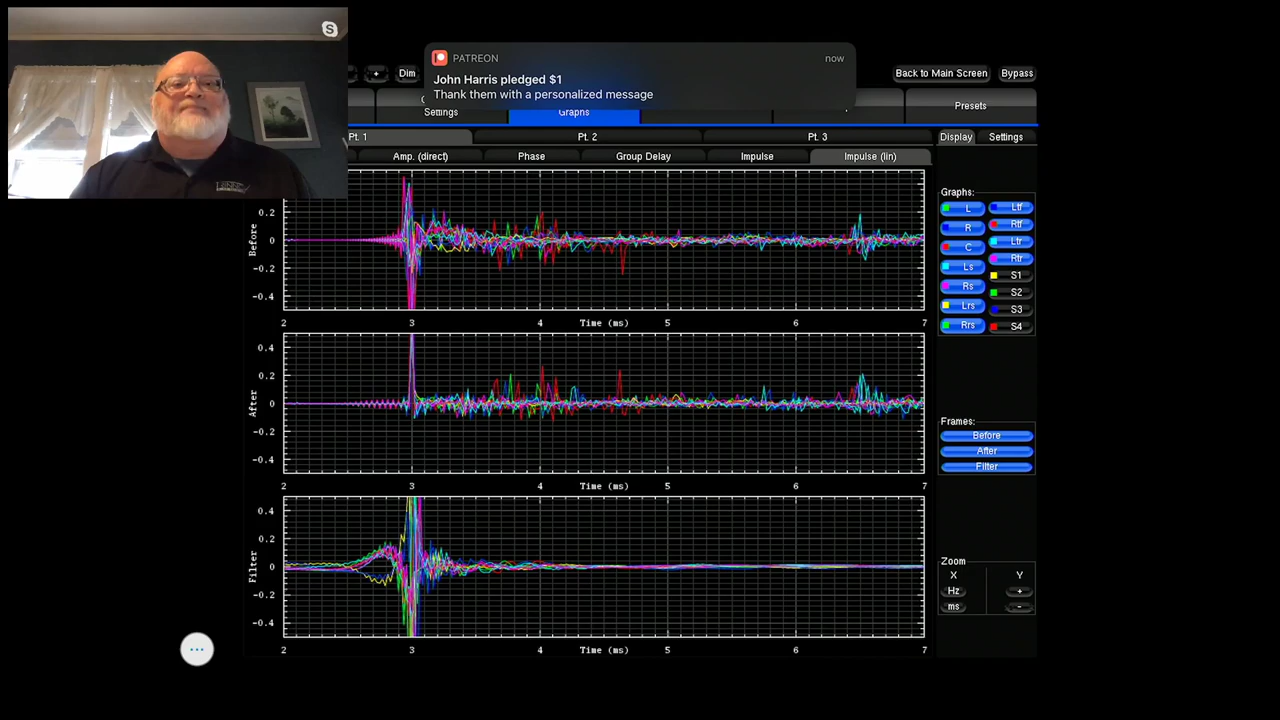 PATREON
now
John Harris pledged $1
Thank them with a personalized message
+
Dim
Back to Main Screen
Bypass
Settings
Graphs
Presets
Pt. 1
Pt. 2
Pt. 3
Display
Settings
Amp. (direct)
Phase
Group Delay
Impulse
Impulse (lin)
Before
0.2
0
-0.2
-0.4
2
3
4
Time (ms)
5
6
7
After
0.4
0.2
0
-0.2
-0.4
2
3
4
Time (ms)
5
6
7
Filter
0.4
0.2
0
-0.2
-0.4
2
3
4
Time (ms)
5
6
7
Graphs:
L
Ltf
R
Rtf
C
Ltr
Ls
Rtr
Rs
S1
Lrs
S2
Rrs
S3
S4
Frames:
Before
After
Filter
Zoom
X
Y
Hz
+
ms
-